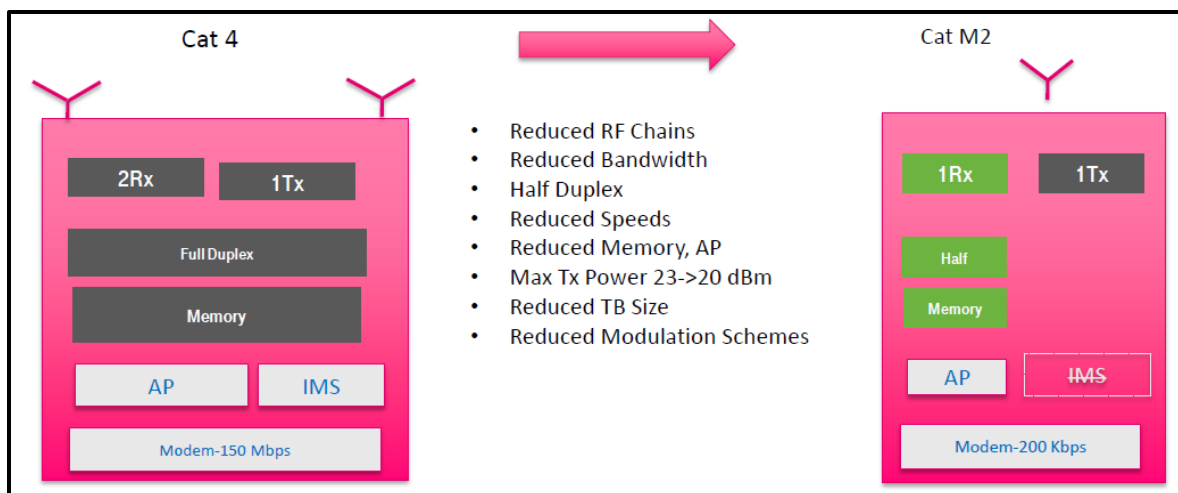 Cat 4
2Rx
1Tx
Full Duplex
Memory
AP
IMS
Modem-150 Mbps
• Reduced RF Chains
• Reduced Bandwidth
• Half Duplex
• Reduced Speeds
• Reduced Memory, AP
• Max Tx Power 23->20 dBm
• Reduced TB Size
• Reduced Modulation Schemes
Cat M2
1Rx
1Tx
Half
Memory
AP
IMS
Modem-200 Kbps